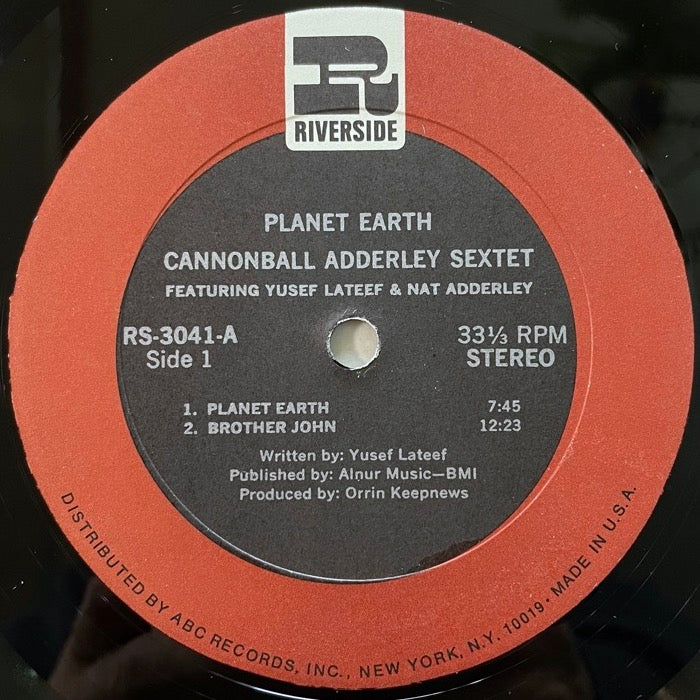 R
RIVERSIDE
PLANET EARTH
CANNONBALL ADDERLEY SEXTET
FEATURING YUSEF LATEEF & NAT ADDERLEY
RS-3041-A
Side 1
33⅓ RPM
STEREO
1. PLANET EARTH 7:45
2. BROTHER JOHN 12:23
Written by: Yusef Lateef
Published by: Alnur Music—BMI
Produced by: Orrin Keepnews
DISTRIBUTED BY ABC RECORDS, INC., NEW YORK, N.Y. 10019 • MADE IN U.S.A.